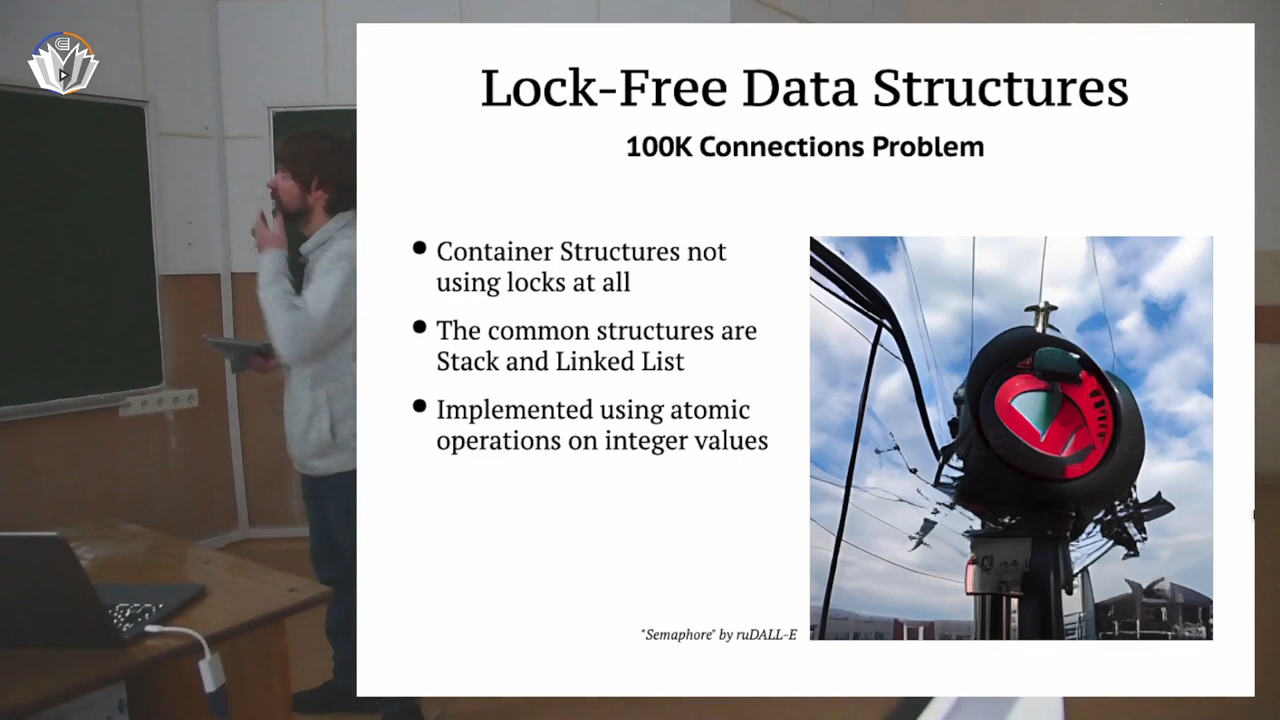 Lock-Free Data Structures
100K Connections Problem
● Container Structures not
using locks at all
● The common structures are
Stack and Linked List
● Implemented using atomic
operations on integer values
"Semaphore" by ruDALL-E